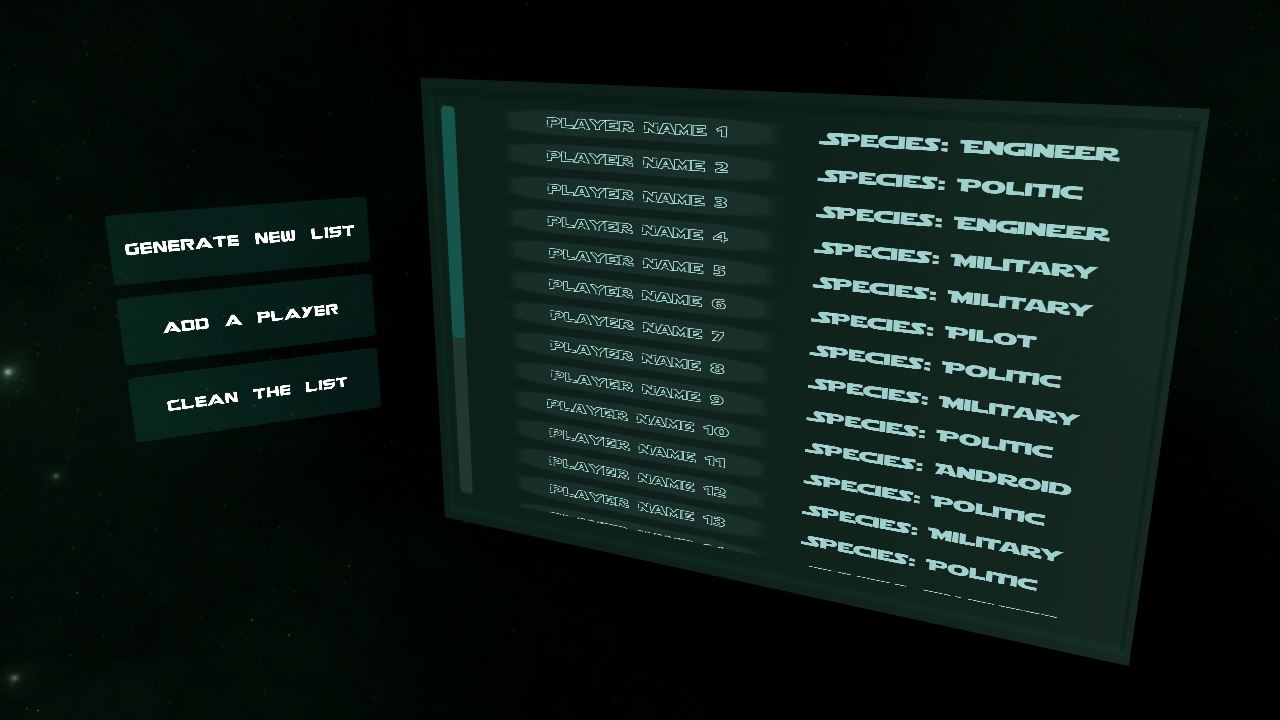 GENERATE NEW LIST
ADD A PLAYER
CLEAN THE LIST
PLAYER NAME 1 SPECIES: ENGINEER
PLAYER NAME 2 SPECIES: POLITIC
PLAYER NAME 3 SPECIES: ENGINEER
PLAYER NAME 4 SPECIES: MILITARY
PLAYER NAME 5 SPECIES: MILITARY
PLAYER NAME 6 SPECIES: PILOT
PLAYER NAME 7 SPECIES: POLITIC
PLAYER NAME 8 SPECIES: MILITARY
PLAYER NAME 9 SPECIES: POLITIC
PLAYER NAME 10 SPECIES: ANDROID
PLAYER NAME 11 SPECIES: POLITIC
PLAYER NAME 12 SPECIES: MILITARY
PLAYER NAME 13 SPECIES: POLITIC